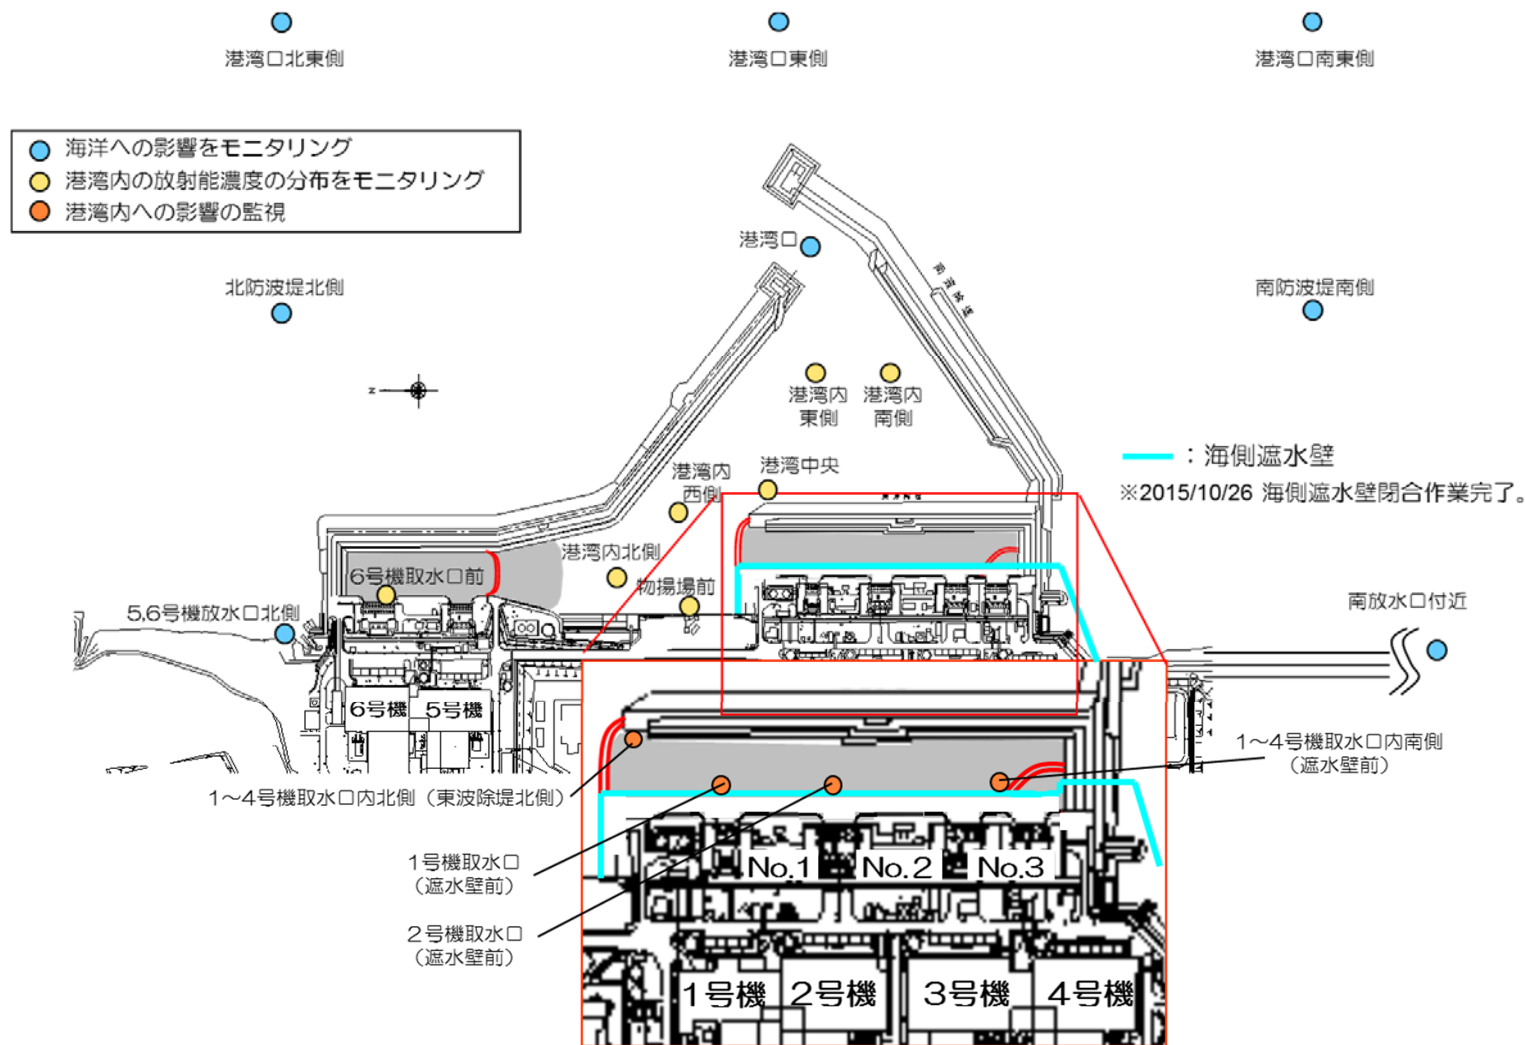 港湾口北東側
港湾口東側
港湾口南東側
海洋への影響をモニタリング
港湾内の放射能濃度の分布をモニタリング
港湾内への影響の監視
港湾口
北防波堤北側
南防波堤南側
南防波堤
N
港湾内
東側
港湾内
南側
：海側遮水壁
※2015/10/26 海側遮水壁閉合作業完了。
港湾内
西側
港湾中央
港湾内北側
6号機取水口前
物揚場前
5,6号機放水口北側
南放水口付近
6号機
5号機
1～4号機取水口内南側
（遮水壁前）
1～4号機取水口内北側（東波除堤北側）
1号機取水口
（遮水壁前）
No.1
No.2
No.3
2号機取水口
（遮水壁前）
1号機
2号機
3号機
4号機